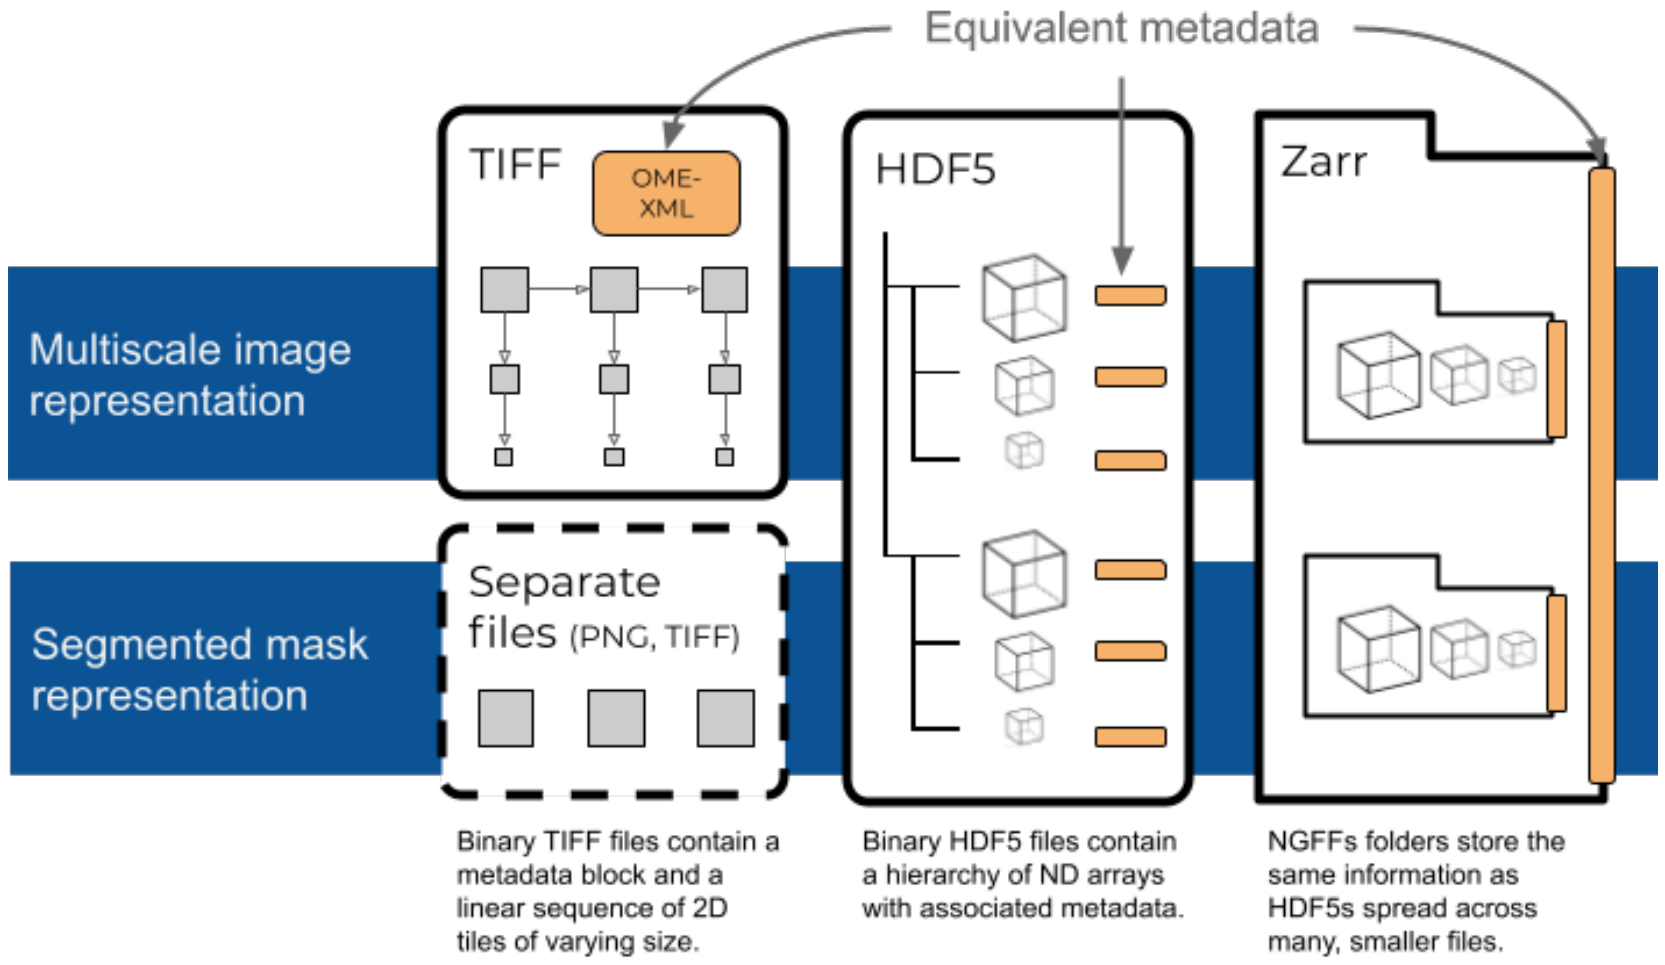 Equivalent metadata
TIFF
OME-
XML
HDF5
Zarr
Multiscale image
representation
Separate
files (PNG, TIFF)
Segmented mask
representation
Binary TIFF files contain a
metadata block and a
linear sequence of 2D
tiles of varying size.
Binary HDF5 files contain
a hierarchy of ND arrays
with associated metadata.
NGFFs folders store the
same information as
HDF5s spread across
many, smaller files.